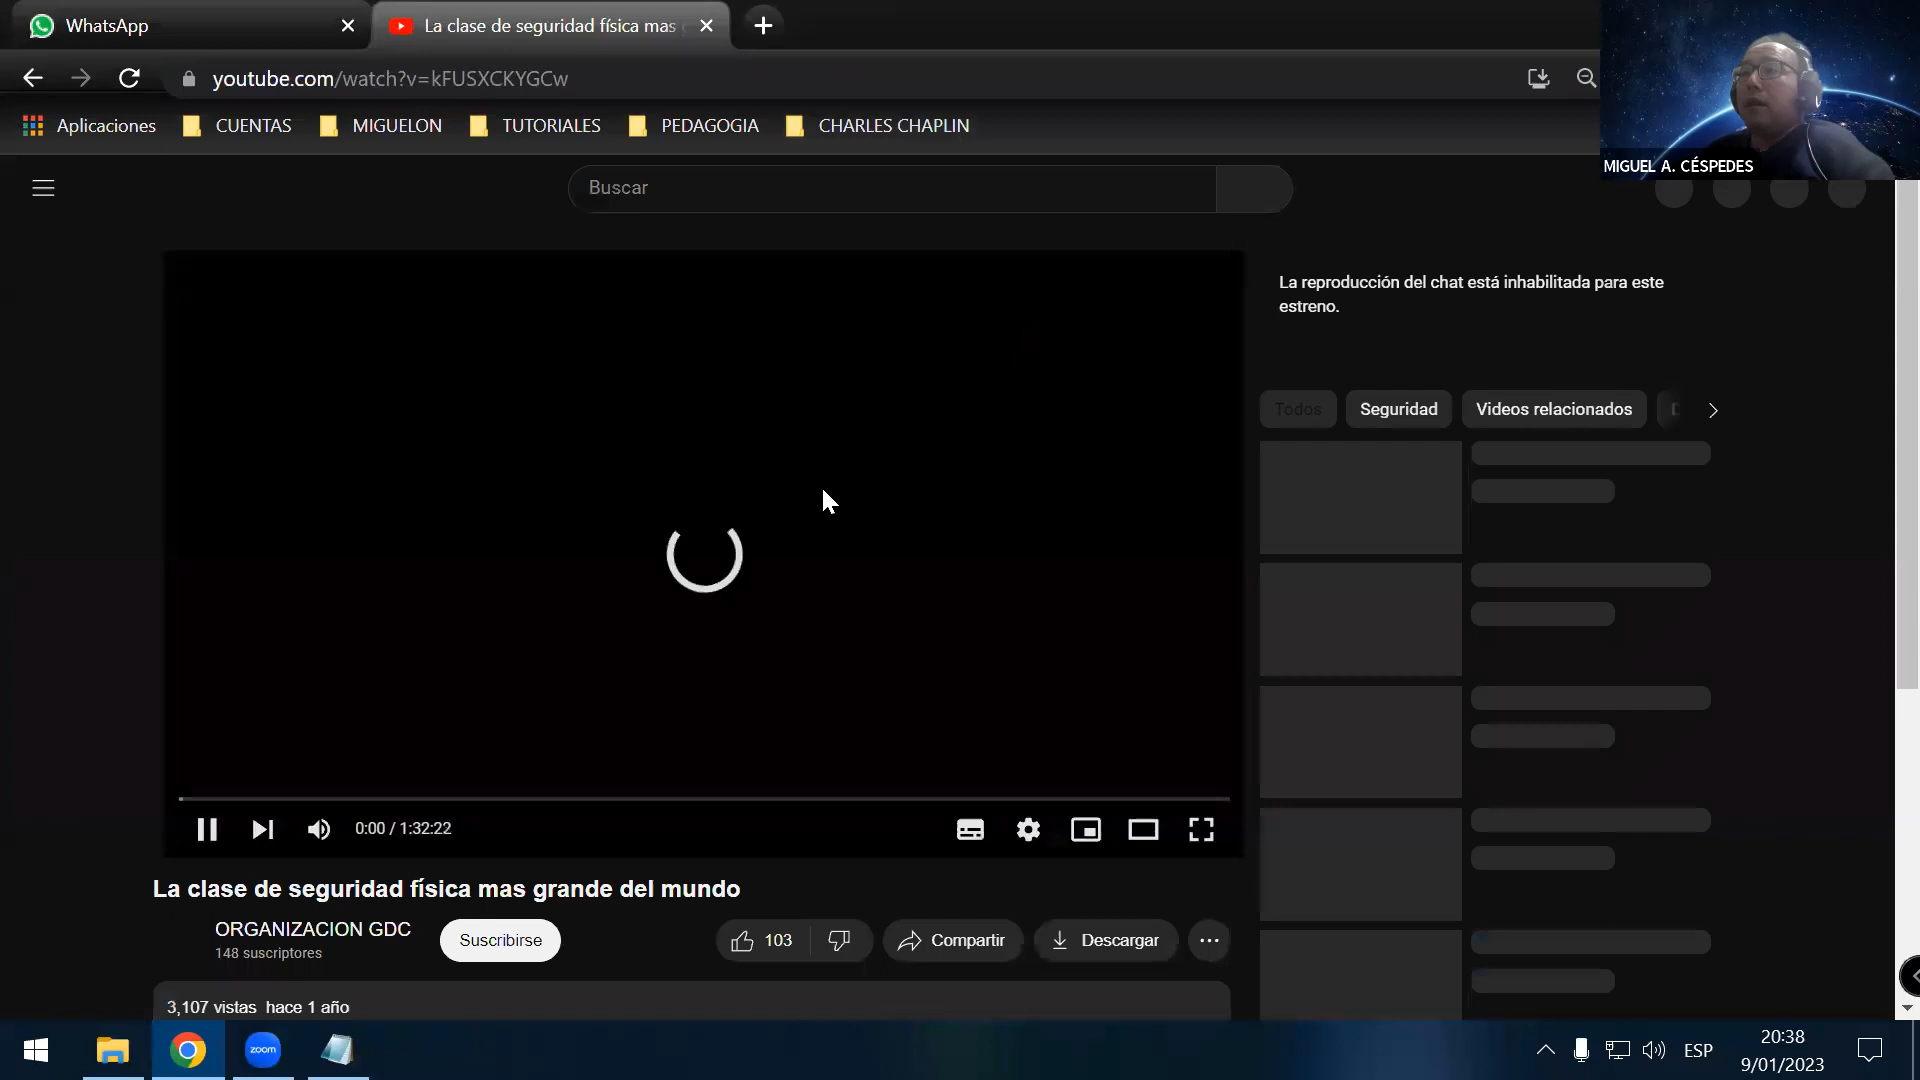 WhatsApp
La clase de seguridad física mas
youtube.com/watch?v=kFUSXCKYGCw
Aplicaciones
CUENTAS
MIGUELON
TUTORIALES
PEDAGOGIA
CHARLES CHAPLIN
MIGUEL A. CÉSPEDES
Buscar
La reproducción del chat está inhabilitada para este
estreno.
Todos
Seguridad
Videos relacionados
0:00 / 1:32:22
La clase de seguridad física mas grande del mundo
ORGANIZACION GDC
148 suscriptores
Suscribirse
103
Compartir
Descargar
3,107 vistas hace 1 año
zoom
ESP
20:38
9/01/2023